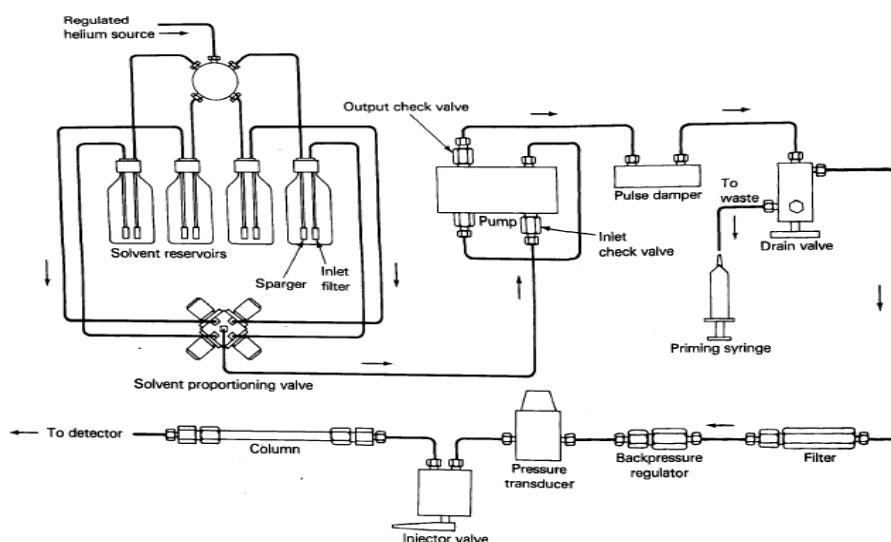 Regulated
helium source
Output check valve
To
waste
Pulse damper
Pump
Drain valve
Inlet
check valve
Solvent reservoirs
Sparger
Inlet
filter
Priming syringe
Solvent proportioning valve
To detector
Column
Pressure
transducer
Backpressure
regulator
Filter
Injector valve